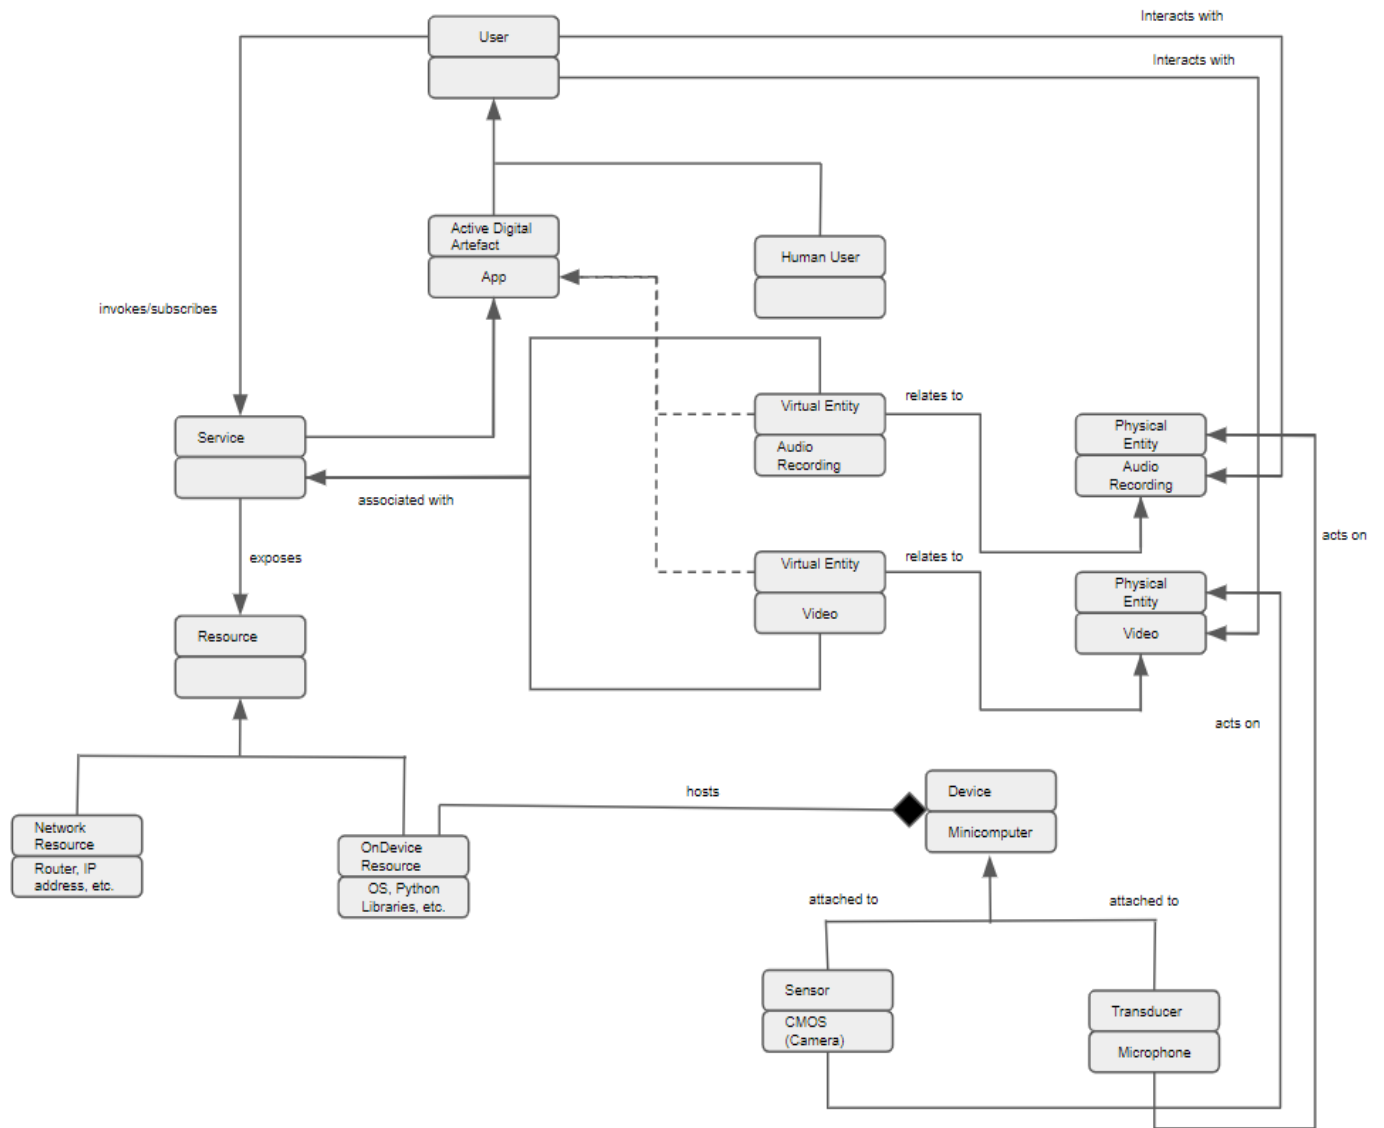 Interacts with
User
Interacts with
Active Digital
Artefact
App
Human User
invokes/subscribes
Virtual Entity
Audio
Recording
relates to
Physical
Entity
Audio
Recording
Service
associated with
acts on
exposes
Virtual Entity
Video
relates to
Physical
Entity
Video
Resource
acts on
hosts
Device
Minicomputer
Network
Resource
Router, IP
address, etc.
OnDevice
Resource
OS, Python
Libraries, etc.
attached to
attached to
Sensor
CMOS
(Camera)
Transducer
Microphone